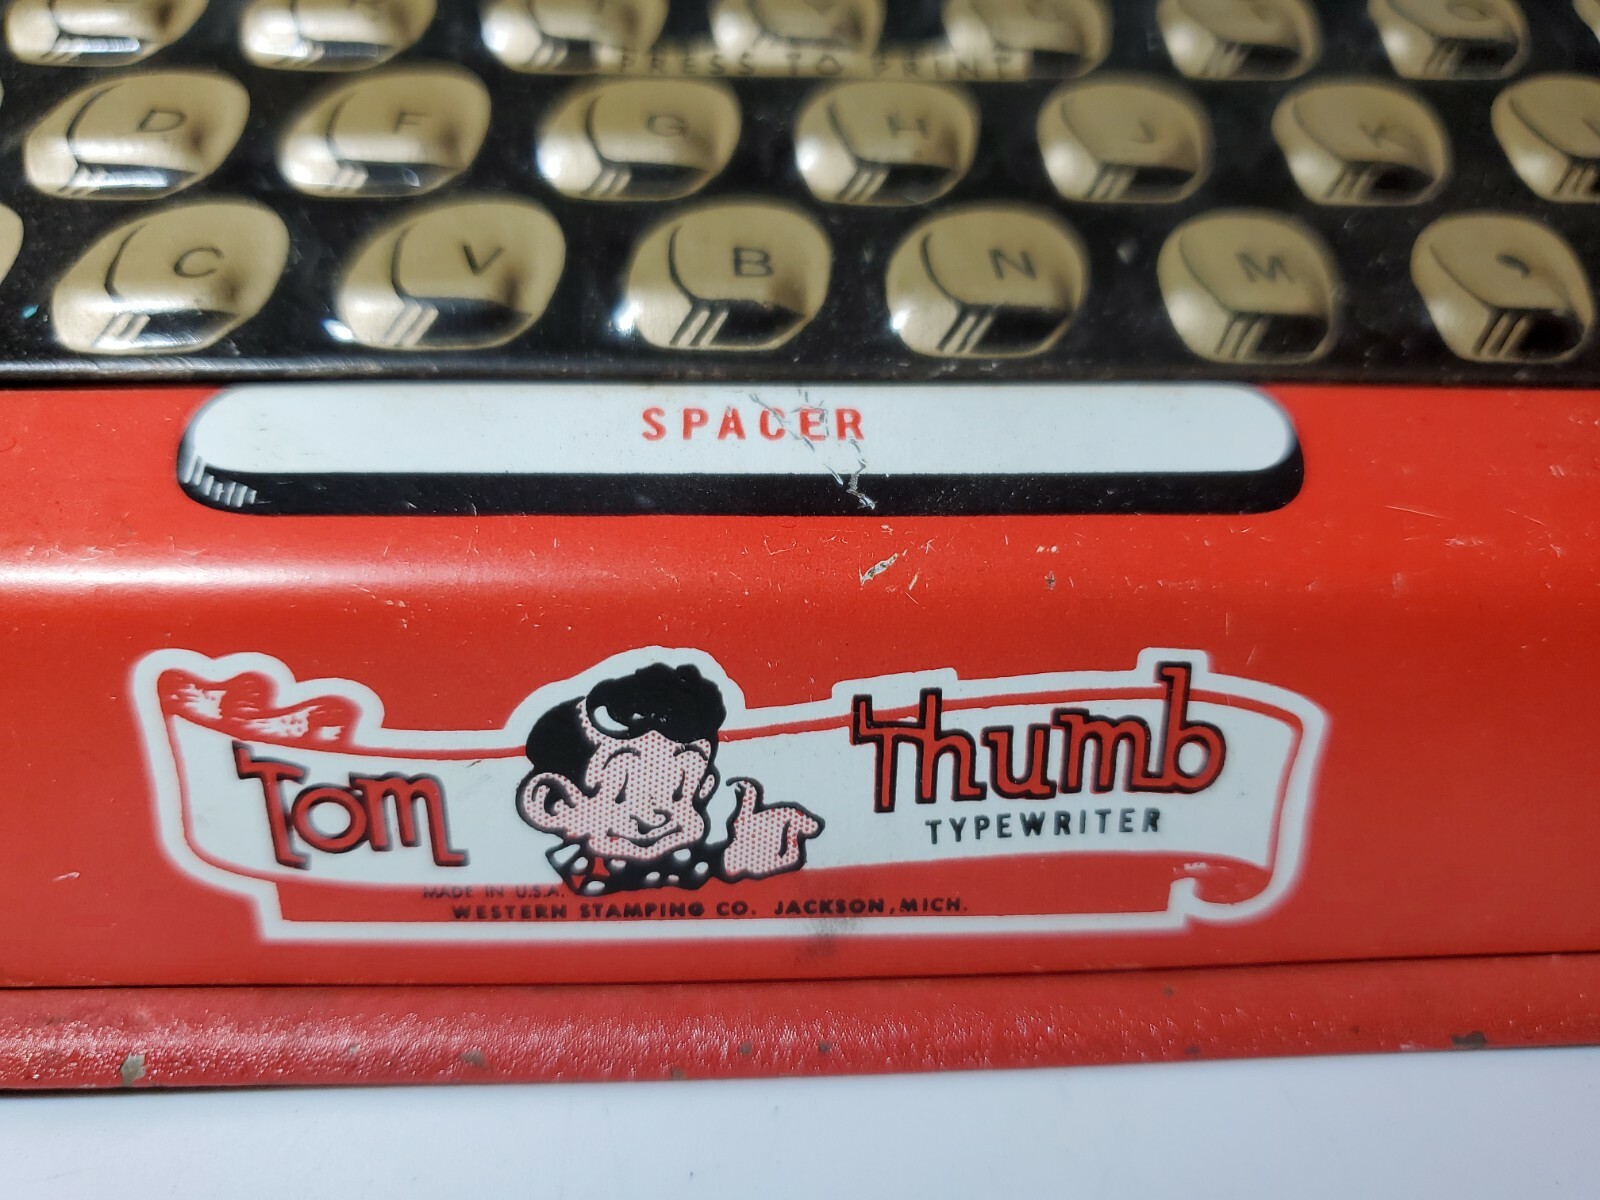 PRESS TO PRINT
D F G H J K
C V B N M ,
SPACER
Tom Thumb
TYPEWRITER
MADE IN U.S.A.
WESTERN STAMPING CO. JACKSON, MICH.